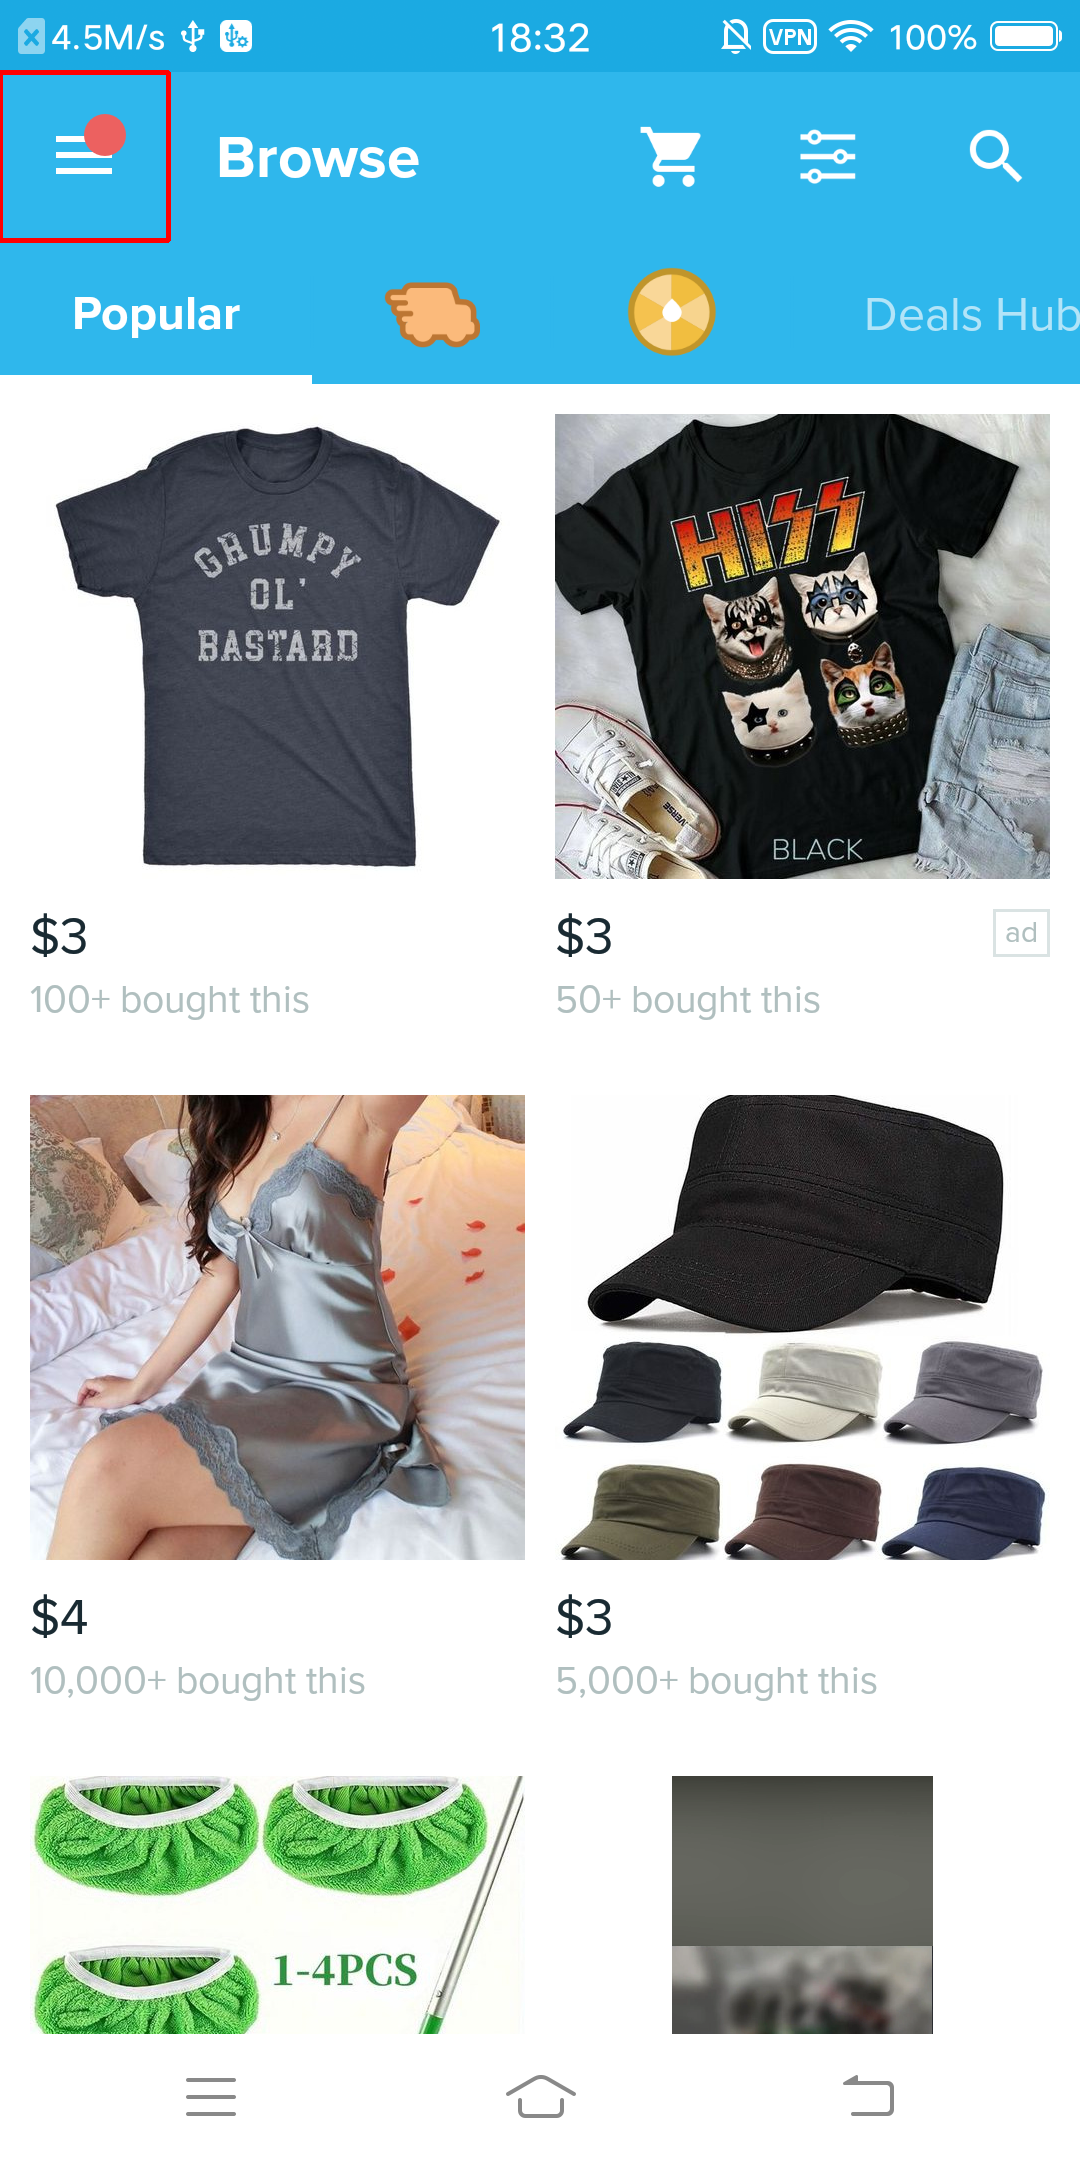 4.5M/s
18:32
VPN
100%
Browse
Popular
Deals Hub
GRUMPY
OL'
BASTARD
HISS
BLACK
$3
100+ bought this
$3
ad
50+ bought this
$4
10,000+ bought this
$3
5,000+ bought this
1-4PCS